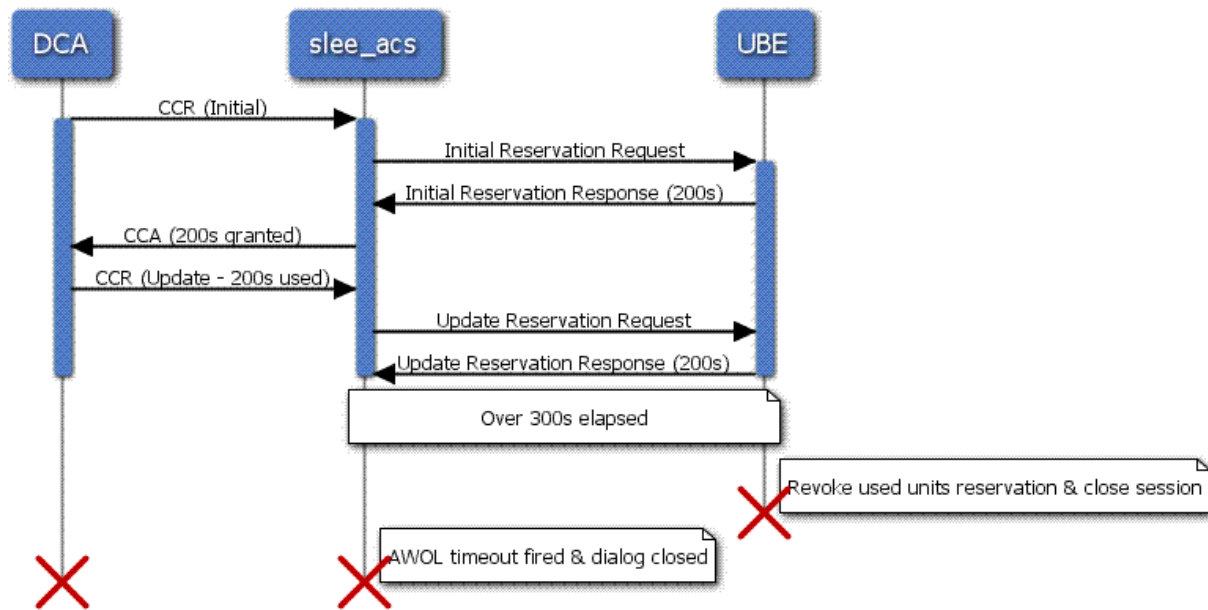 DCA
slee_acs
UBE
CCR (Initial)
Initial Reservation Request
Initial Reservation Response (200s)
CCA (200s granted)
CCR (Update - 200s used)
Update Reservation Request
Update Reservation Response (200s)
Over 300s elapsed
Revoke used units reservation & close session
AWOL timeout fired & dialog closed